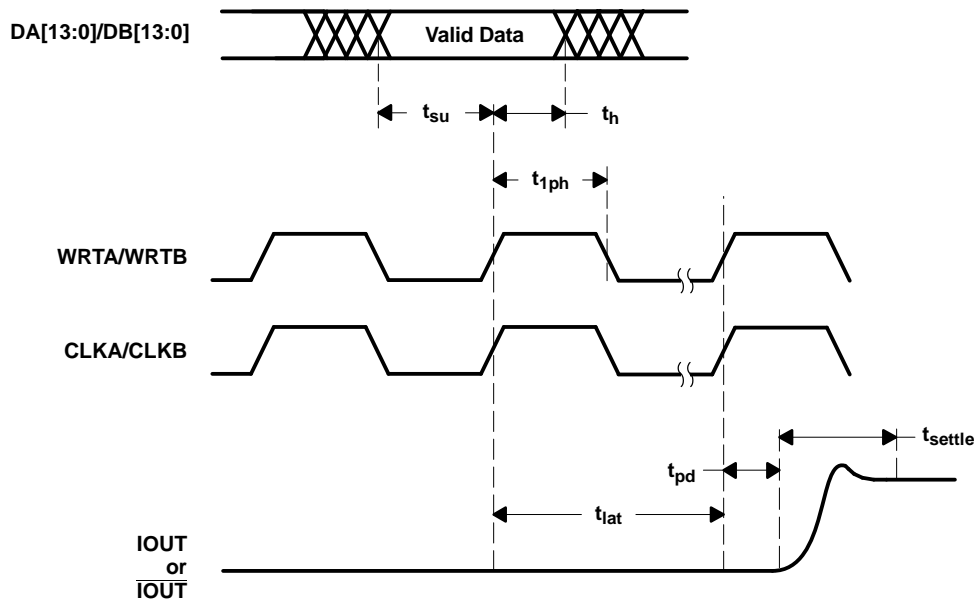 DA[13:0]/DB[13:0]
Valid Data
tsu
th
t1ph
WRTA/WRTB
CLKA/CLKB
tsettle
tpd
tlat
IOUT
or
IOUT